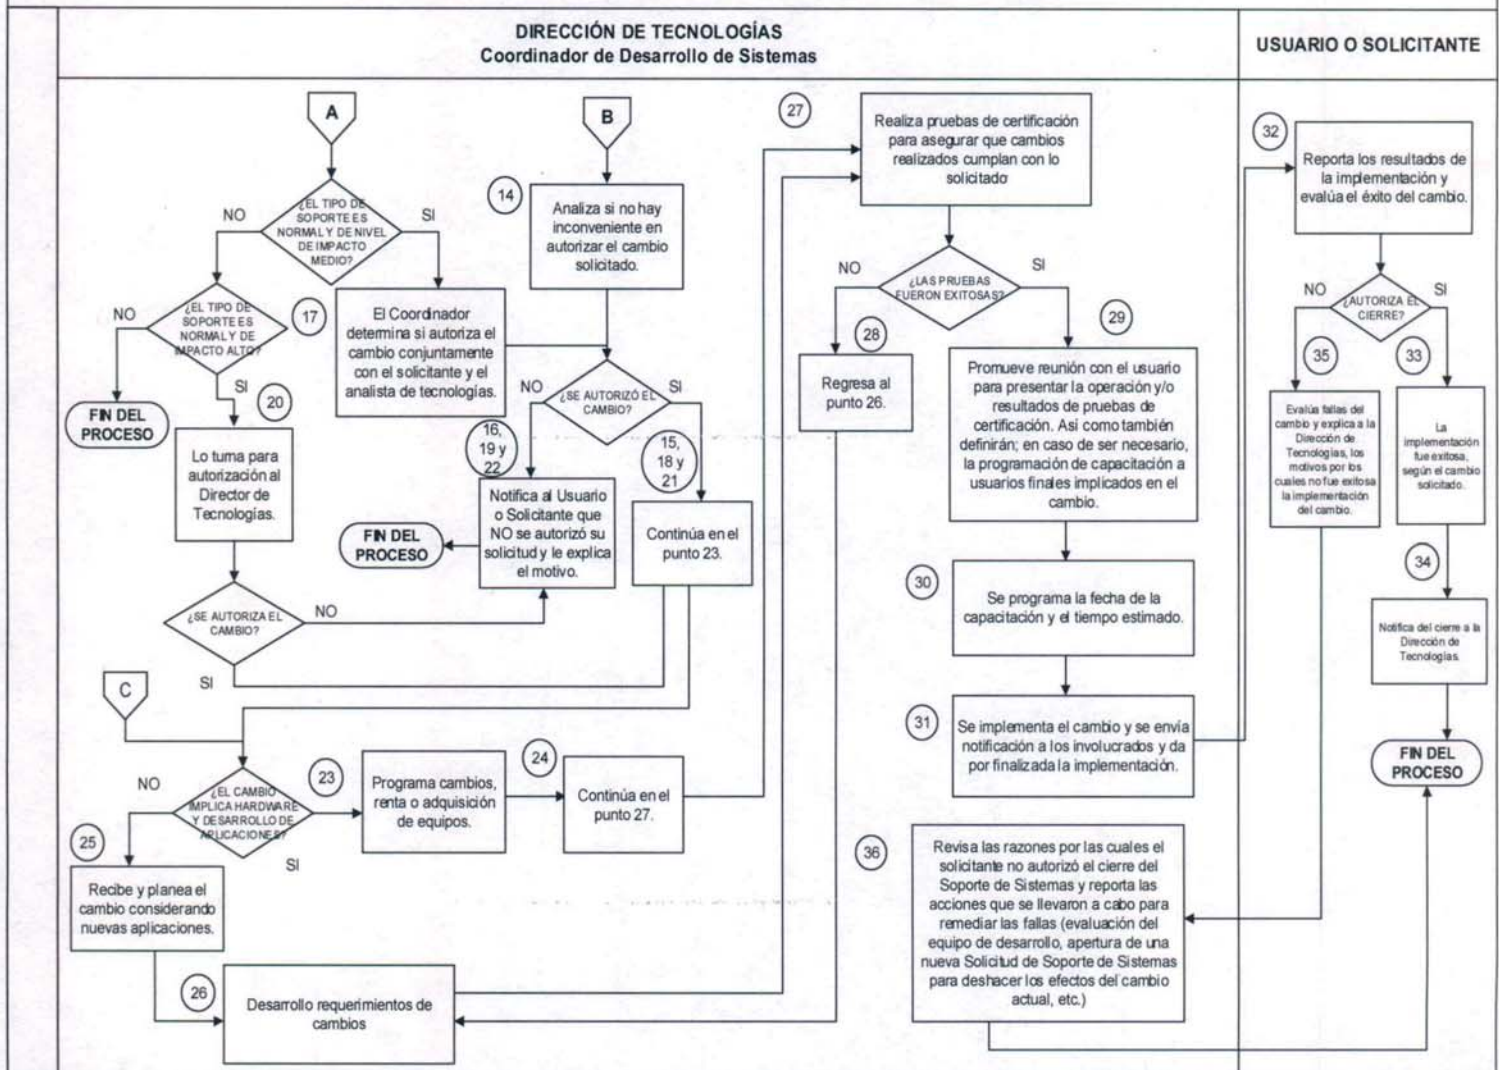 DIRECCIÓN DE TECNOLOGÍAS
Coordinador de Desarrollo de Sistemas
USUARIO O SOLICITANTE
A
¿EL TIPO DE
SOPORTE ES
NORMAL Y DE NIVEL
DE IMPACTO
MEDIO?
NO
SI
¿EL TIPO DE
SOPORTE ES
NORMAL Y DE
IMPACTO ALTO?
17
NO
SI
FIN DEL
PROCESO
20
Lo turna para
autorización al
Director de
Tecnologías.
El Coordinador
determina si autoriza el
cambio conjuntamente
con el solicitante y el
analista de tecnologías.
B
14
Analiza si no hay
inconveniente en
autorizar el cambio
solicitado.
¿SE AUTORIZÓ EL
CAMBIO?
NO
SI
16,
19 y
22
15,
18 y
21
Notifica al Usuario
o Solicitante que
NO se autorizó su
solicitud y le explica
el motivo.
FIN DEL
PROCESO
Continúa en el
punto 23.
¿SE AUTORIZA EL
CAMBIO?
NO
SI
C
¿EL CAMBIO
IMPLICA HARDWARE
Y DESARROLLO DE
APLICACIONES?
NO
SI
23
Programa cambios,
renta o adquisición
de equipos.
24
Continúa en el
punto 27.
25
Recibe y planea el
cambio considerando
nuevas aplicaciones.
26
Desarrollo requerimientos de
cambios
27
Realiza pruebas de certificación
para asegurar que cambios
realizados cumplan con lo
solicitado
¿LAS PRUEBAS
FUERON EXITOSAS?
NO
SI
28
Regresa al
punto 26.
29
Promueve reunión con el usuario
para presentar la operación y/o
resultados de pruebas de
certificación. Asi como también
definirán; en caso de ser necesario,
la programación de capacitación a
usuarios finales implicados en el
cambio.
30
Se programa la fecha de la
capacitación y el tiempo estimado.
31
Se implementa el cambio y se envía
notificación a los involucrados y da
por finalizada la implementación.
32
Reporta los resultados de
la implementación y
evalúa el éxito del cambio.
¿AUTORIZA EL
CIERRE?
NO
SI
35
33
Evalúa fallas del
cambio y explica a la
Dirección de
Tecnologías, los
motivos por los
cuales no fue exitosa
la implementación
del cambio.
La
implementación
fue exitosa,
según el cambio
solicitado.
34
Notifica del cierre a la
Dirección de
Tecnologías.
FIN DEL
PROCESO
36
Revisa las razones por las cuales el
solicitante no autorizó el cierre del
Soporte de Sistemas y reporta las
acciones que se llevaron a cabo para
remediar las fallas (evaluación del
equipo de desarrollo, apertura de una
nueva Solicitud de Soporte de Sistemas
para deshacer los efectos del cambio
actual, etc.)